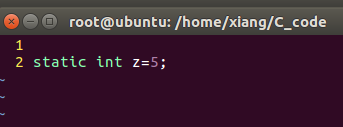 root@ubuntu: /home/xiang/C_code
1
2 static int z=5;
~
~
~